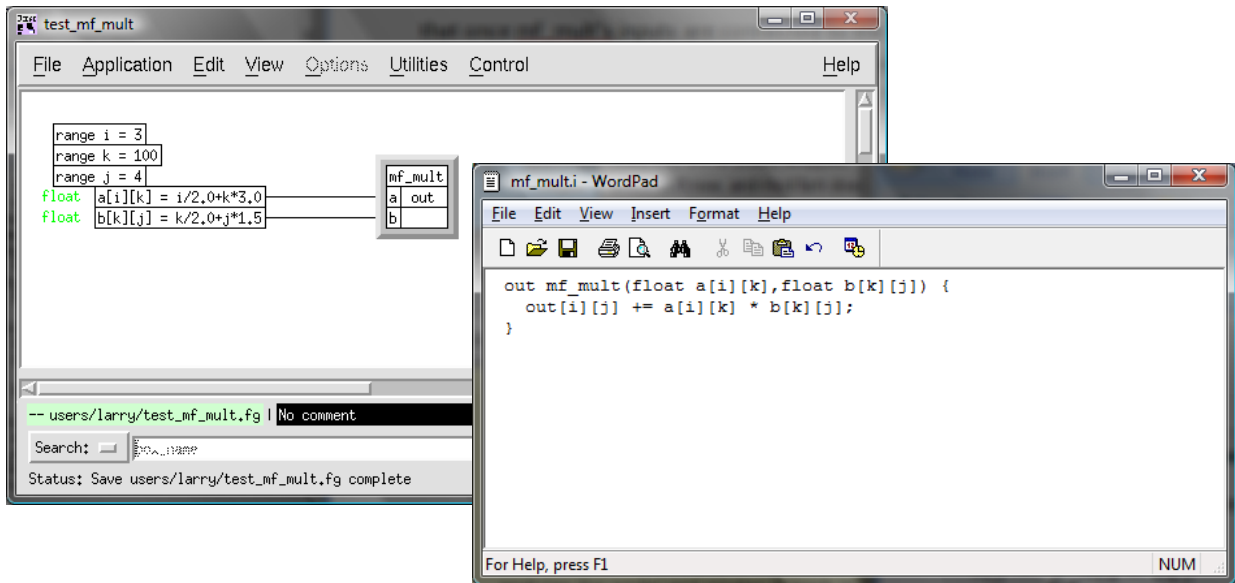 test_mf_mult
File Application Edit View Options Utilities Control Help
range i = 3
range k = 100
range j = 4
float a[i][k] = i/2.0+k*3.0
float b[k][j] = k/2.0+j*1.5
mf_mult
a out
b
-- users/larry/test_mf_mult.fg | No comment
Search: box_name
Status: Save users/larry/test_mf_mult.fg complete
mf_mult.i - WordPad
File Edit View Insert Format Help
out mf_mult(float a[i][k],float b[k][j]) {
out[i][j] += a[i][k] * b[k][j];
}
For Help, press F1
NUM